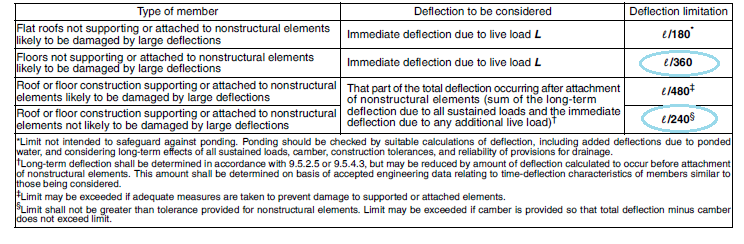 Type of member Deflection to be considered Deflection limitation
Flat roofs not supporting or attached to nonstructural elements
likely to be damaged by large deflections
Immediate deflection due to live load L
ℓ/180*
Floors not supporting or attached to nonstructural elements
likely to be damaged by large deflections
Immediate deflection due to live load L
ℓ/360
Roof or floor construction supporting or attached to nonstructural
elements likely to be damaged by large deflections
That part of the total deflection occurring after attachment
of nonstructural elements (sum of the long-term
deflection due to all sustained loads and the immediate
deflection due to any additional live load)†
ℓ/480‡
Roof or floor construction supporting or attached to nonstructural
elements not likely to be damaged by large deflections
ℓ/240§
*Limit not intended to safeguard against ponding. Ponding should be checked by suitable calculations of deflection, including added deflections due to ponded
water, and considering long-term effects of all sustained loads, camber, construction tolerances, and reliability of provisions for drainage.
†Long-term deflection shall be determined in accordance with 9.5.2.5 or 9.5.4.3, but may be reduced by amount of deflection calculated to occur before attachment
of nonstructural elements. This amount shall be determined on basis of accepted engineering data relating to time-deflection characteristics of members similar to
those being considered.
‡Limit may be exceeded if adequate measures are taken to prevent damage to supported or attached elements.
§Limit shall not be greater than tolerance provided for nonstructural elements. Limit may be exceeded if camber is provided so that total deflection minus camber
does not exceed limit.